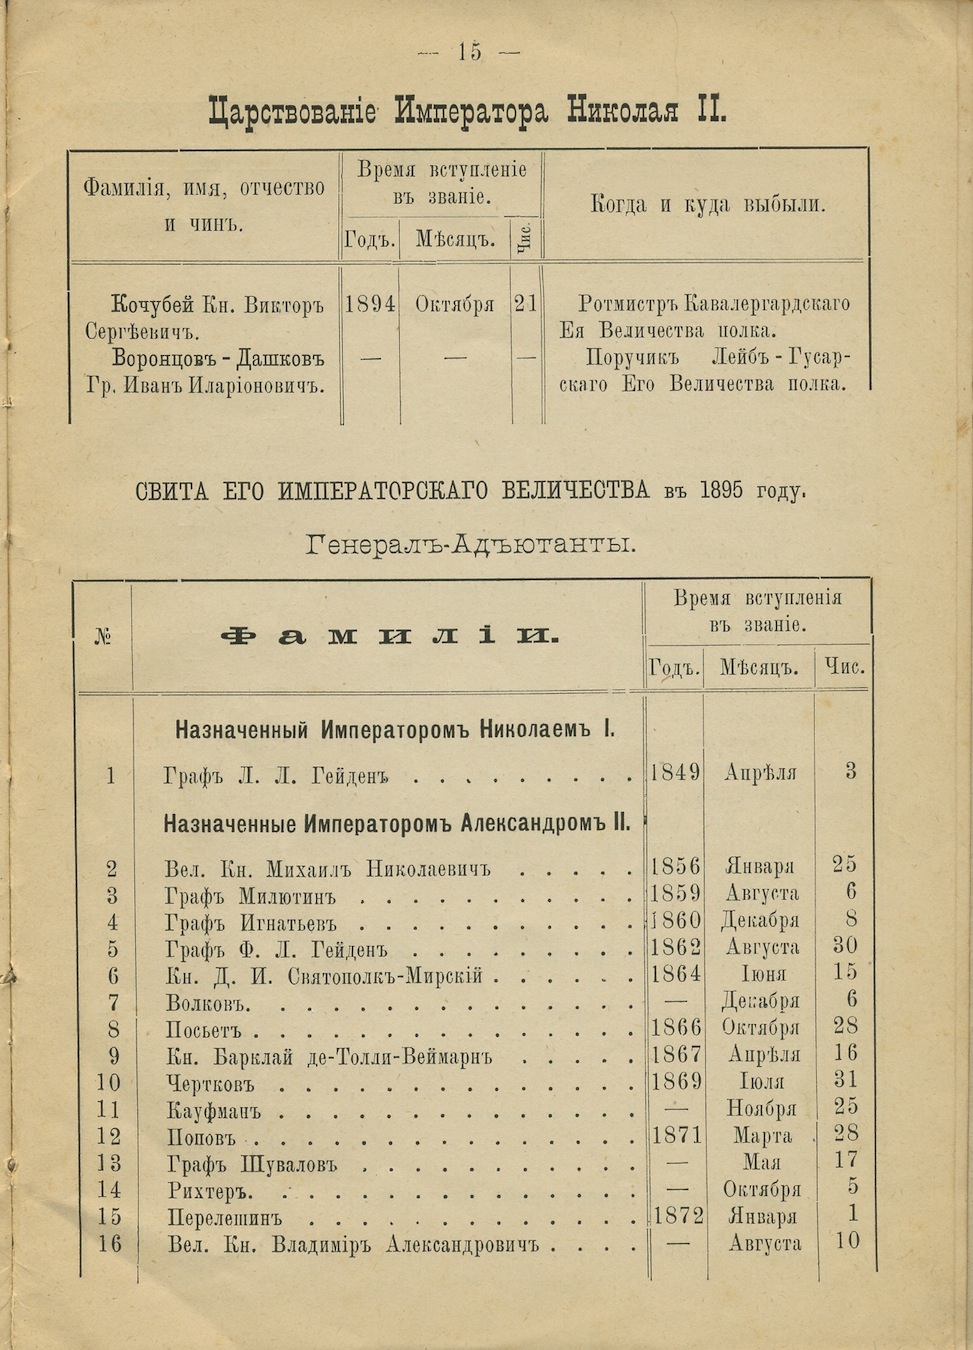 — 15 —
Царствованіе Императора Николая II.
Фамилія, имя, отчество
и чинъ.
Время вступленіе
въ званіе.
Годъ. Мѣсяцъ. Чис.
Когда и куда выбыли.
Кочубей Кн. Викторъ 1894 Октября 21 Ротмистръ Кавалергардскаго
Сергѣевичъ. Ея Величества полка.
Воронцовъ-Дашковъ — — — Поручикъ Лейбъ-Гусар-
Гр. Иванъ Иларіоновичъ. скаго Его Величества полка.
СВИТА ЕГО ИМПЕРАТОРСКАГО ВЕЛИЧЕСТВА въ 1895 году.
Генералъ-Адъютанты.
№ Фамиліи. Время вступленія
въ званіе.
Годъ. Мѣсяцъ. Чис.
Назначенный Императоромъ Николаемъ I.
1 Графъ Л. Л. Гейденъ . . . . . . . . . 1849 Апрѣля 3
Назначенные Императоромъ Александромъ II.
2 Вел. Кн. Михаилъ Николаевичъ . . . . . 1856 Января 25
3 Графъ Милютинъ . . . . . . . . . . . 1859 Августа 6
4 Графъ Игнатьевъ . . . . . . . . . . . 1860 Декабря 8
5 Графъ Ф. Л. Гейденъ . . . . . . . . . 1862 Августа 30
6 Кн. Д. И. Святополк-Мирскій . . . . . . 1864 Іюня 15
7 Волковъ. . . . . . . . . . . . . . . — Декабря 6
8 Посьетъ . . . . . . . . . . . . . . . 1866 Октября 28
9 Кн. Барклай де-Толли-Веймарнъ . . . . . 1867 Апрѣля 16
10 Чертковъ . . . . . . . . . . . . . . 1869 Іюля 31
11 Кауфманъ . . . . . . . . . . . . . . — Ноября 25
12 Поповъ . . . . . . . . . . . . . . . 1871 Марта 28
13 Графъ Шуваловъ . . . . . . . . . . . — Мая 17
14 Рихтеръ. . . . . . . . . . . . . . . — Октября 5
15 Перелешинъ . . . . . . . . . . . . . 1872 Января 1
16 Вел. Кн. Владиміръ Александровичъ . . . . — Августа 10